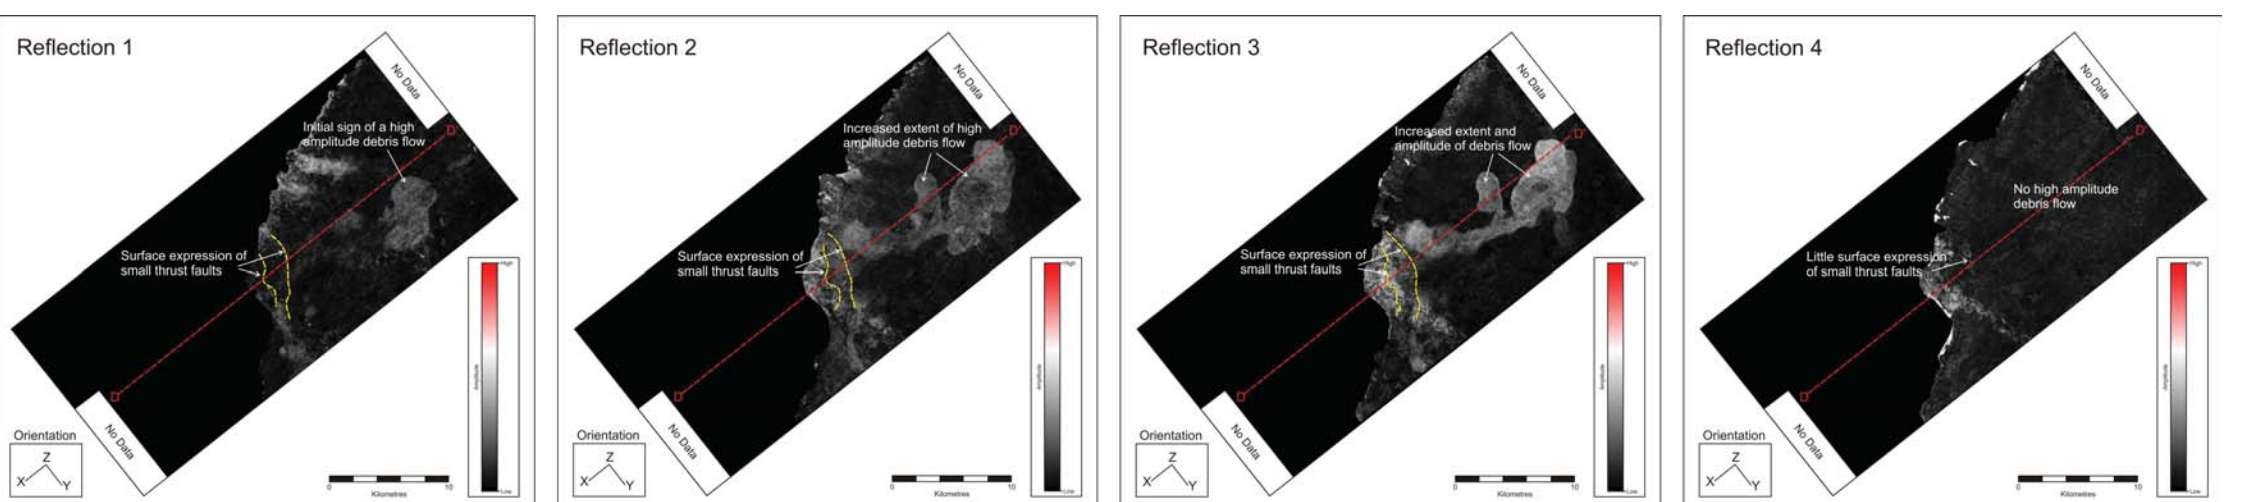 Reflection 1
No Data
Initial sign of a high
amplitude debris flow
D'
Surface expression of
small thrust faults
High
Amplitude
Low
D
No Data
Orientation
Z
X
Y
0
10
Kilometres
Reflection 2
No Data
Increased extent of high
amplitude debris flow
D'
Surface expression of
small thrust faults
High
Amplitude
Low
D
No Data
Orientation
Z
X
Y
0
10
Kilometres
Reflection 3
No Data
Increased extent and
amplitude of debris flow
D'
Surface expression of
small thrust faults
High
Amplitude
Low
D
No Data
Orientation
Z
X
Y
0
10
Kilometres
Reflection 4
No Data
D'
No high amplitude
debris flow
Little surface expression
of small thrust faults
High
Amplitude
Low
D
No Data
Orientation
Z
X
Y
0
10
Kilometres